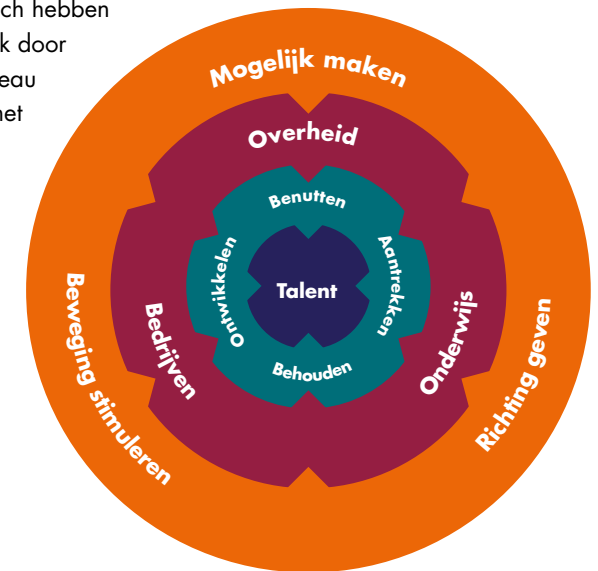 ch hebben
k door
eau
net
Mogelijk maken
Overheid
Benutten
Ontwikkelen
Aantrekken
Talent
Behouden
Bedrijven
Onderwijs
Beweging stimuleren
Richting geven